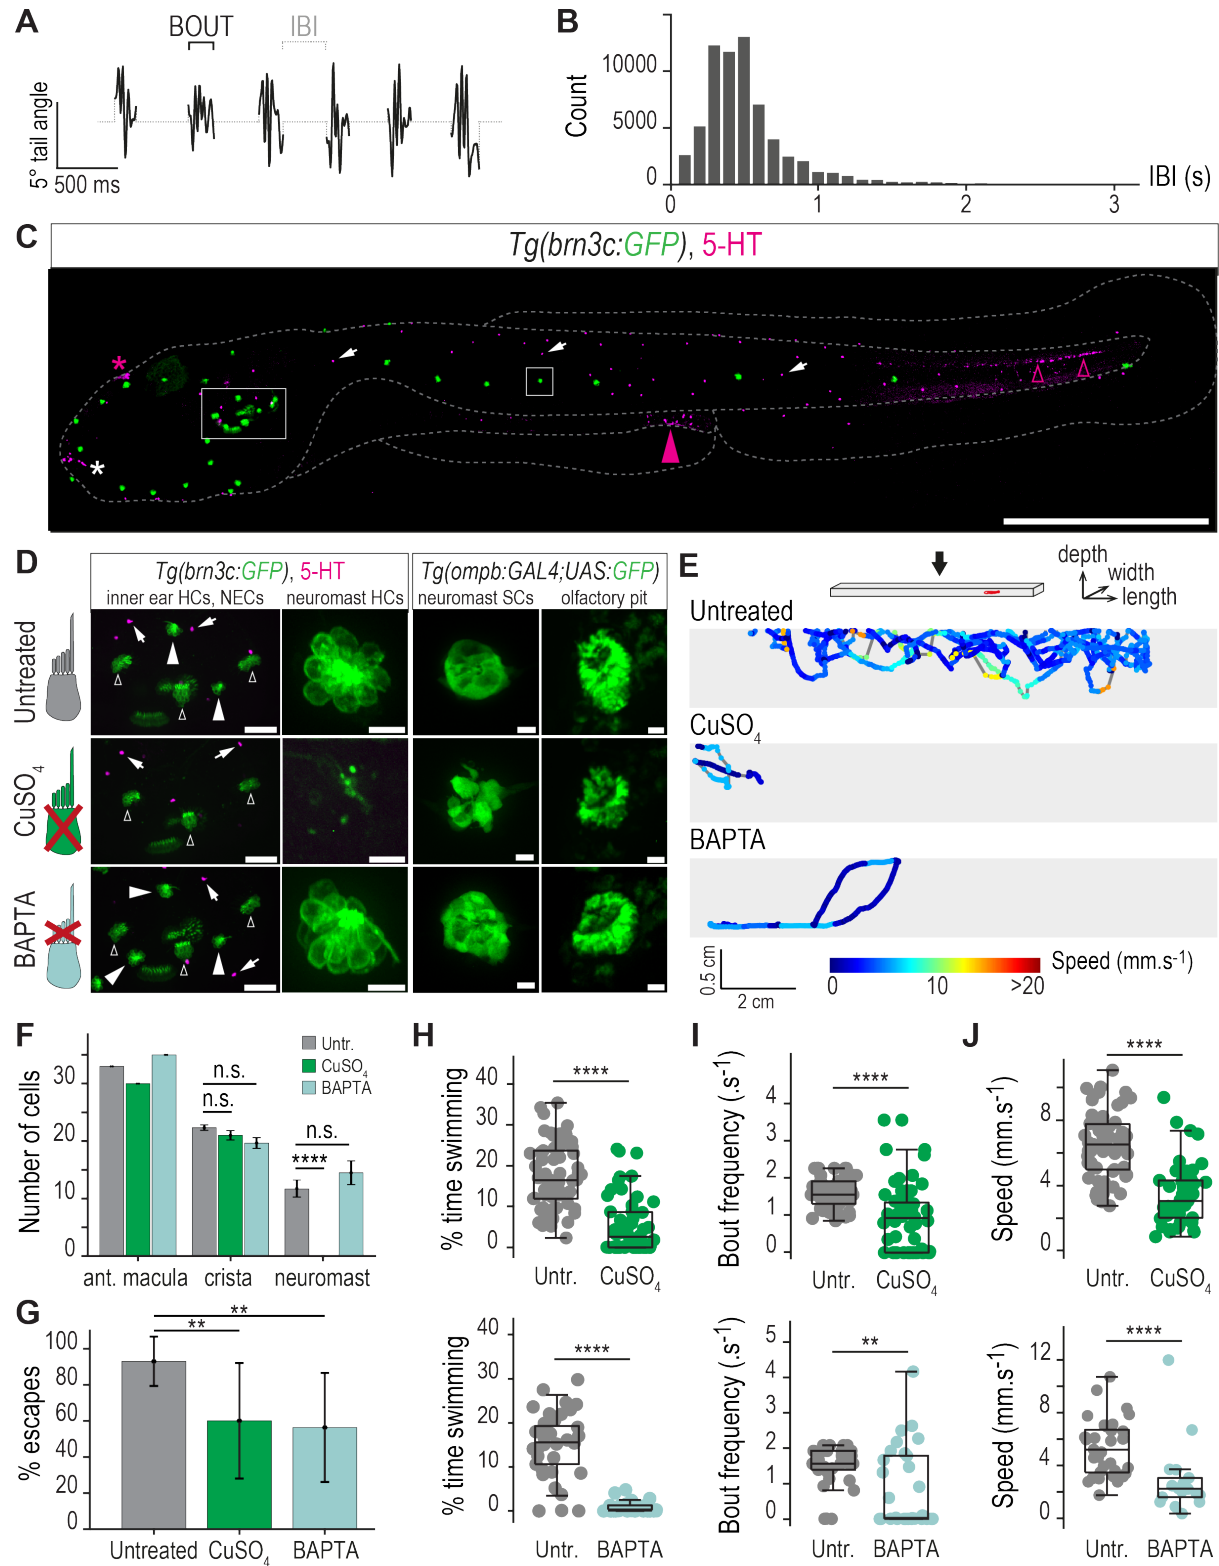 A
BOUT
IBI
5° tail angle
500 ms
B
Count
10000
5000
0
0
1
2
3
IBI (s)
C
Tg(brn3c:GFP), 5-HT
*
*
D
Tg(brn3c:GFP), 5-HT
Tg(ompb:GAL4;UAS:GFP)
inner ear HCs, NECs
neuromast HCs
neuromast SCs
olfactory pit
Untreated
CuSO4
BAPTA
E
depth
width
length
Untreated
CuSO4
BAPTA
0.5 cm
2 cm
Speed (mm.s-1)
0
10
>20
F
Number of cells
30
20
10
0
Untr.
CuSO4
BAPTA
n.s.
n.s.
n.s.
****
ant. macula
crista
neuromast
G
% escapes
100
80
60
40
20
0
**
**
Untreated
CuSO4
BAPTA
H
% time swimming
40
30
20
10
0
****
Untr.
CuSO4
% time swimming
40
30
20
10
0
****
Untr.
BAPTA
I
Bout frequency (.s-1)
4
3
2
1
0
****
Untr.
CuSO4
Bout frequency (.s-1)
5
4
3
2
1
0
**
Untr.
BAPTA
J
Speed (mm.s-1)
8
4
0
****
Untr.
CuSO4
Speed (mm.s-1)
12
8
4
0
****
Untr.
BAPTA